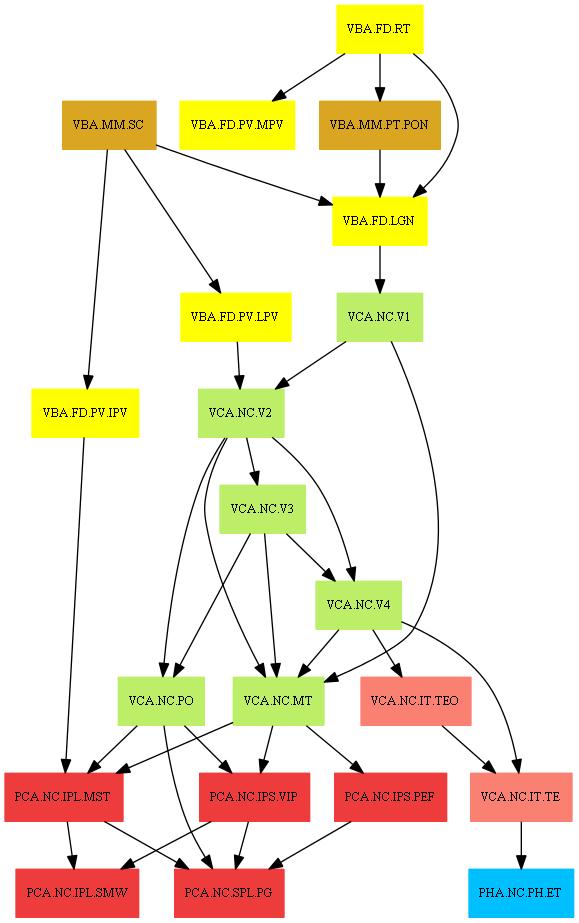 VBA.FD.RT
VBA.MM.SC
VBA.FD.PV.MPV
VBA.MM.PT.PON
VBA.FD.LGN
VBA.FD.PV.LPV
VCA.NC.V1
VBA.FD.PV.IPV
VCA.NC.V2
VCA.NC.V3
VCA.NC.V4
VCA.NC.PO
VCA.NC.MT
VCA.NC.IT.TEO
PCA.NC.IPL.MST
PCA.NC.IPS.VIP
PCA.NC.IPS.PEF
VCA.NC.IT.TE
PCA.NC.IPL.SMW
PCA.NC.SPL.PG
PHA.NC.PH.ET